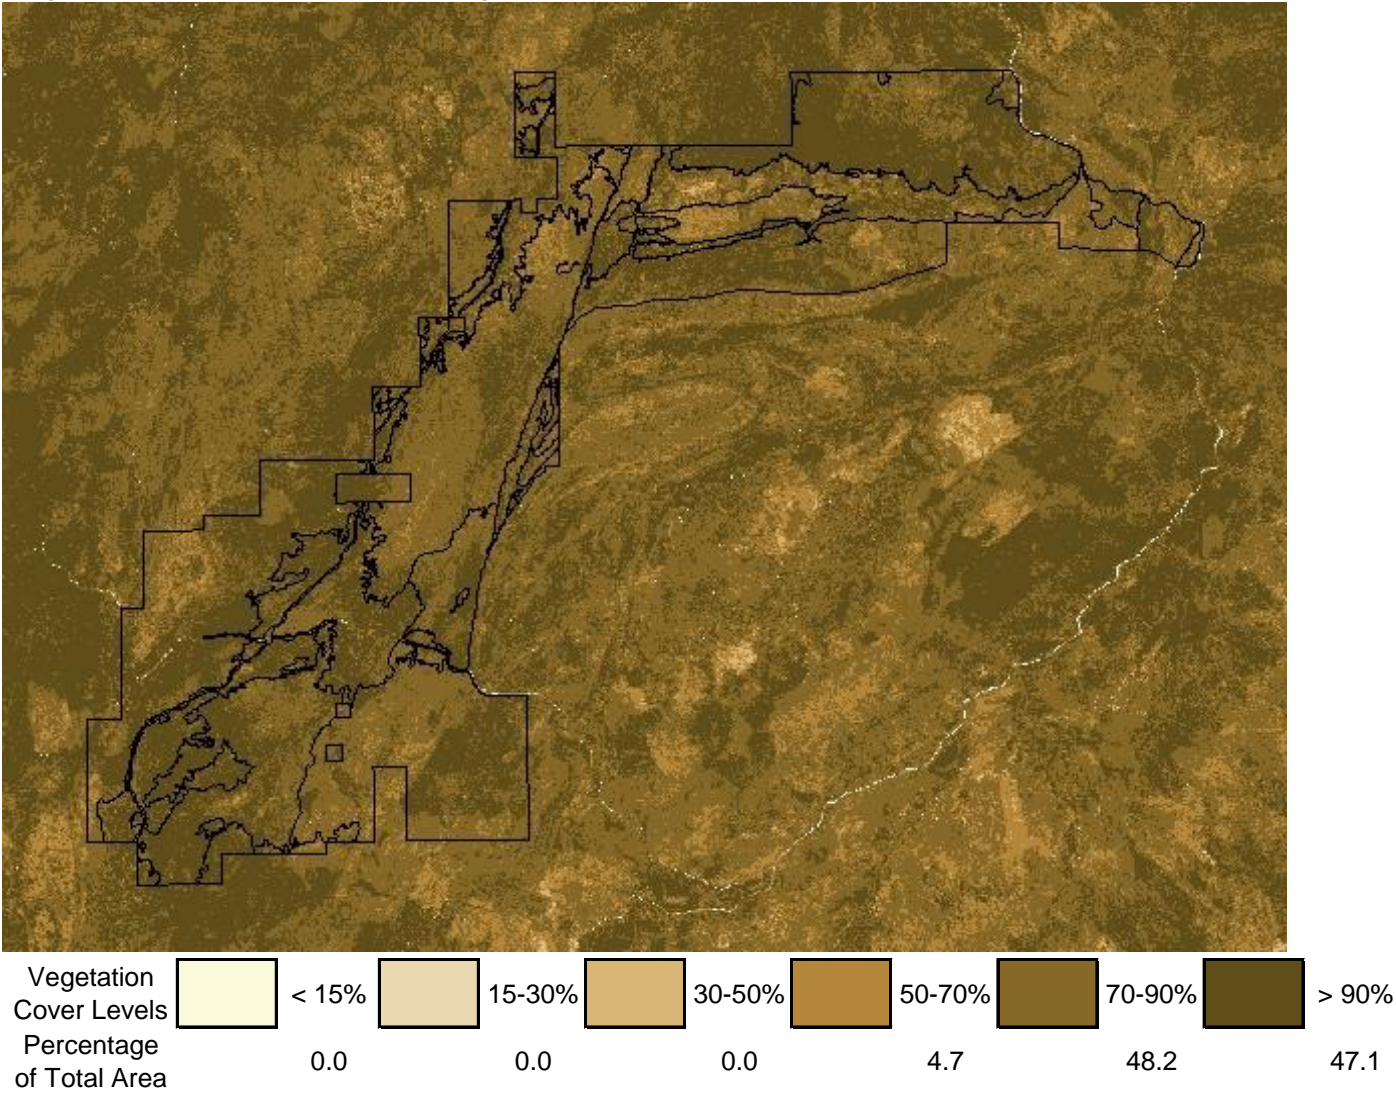 Vegetation
Cover Levels
< 15% 15-30% 30-50% 50-70% 70-90% > 90%
Percentage
of Total Area
0.0 0.0 0.0 4.7 48.2 47.1